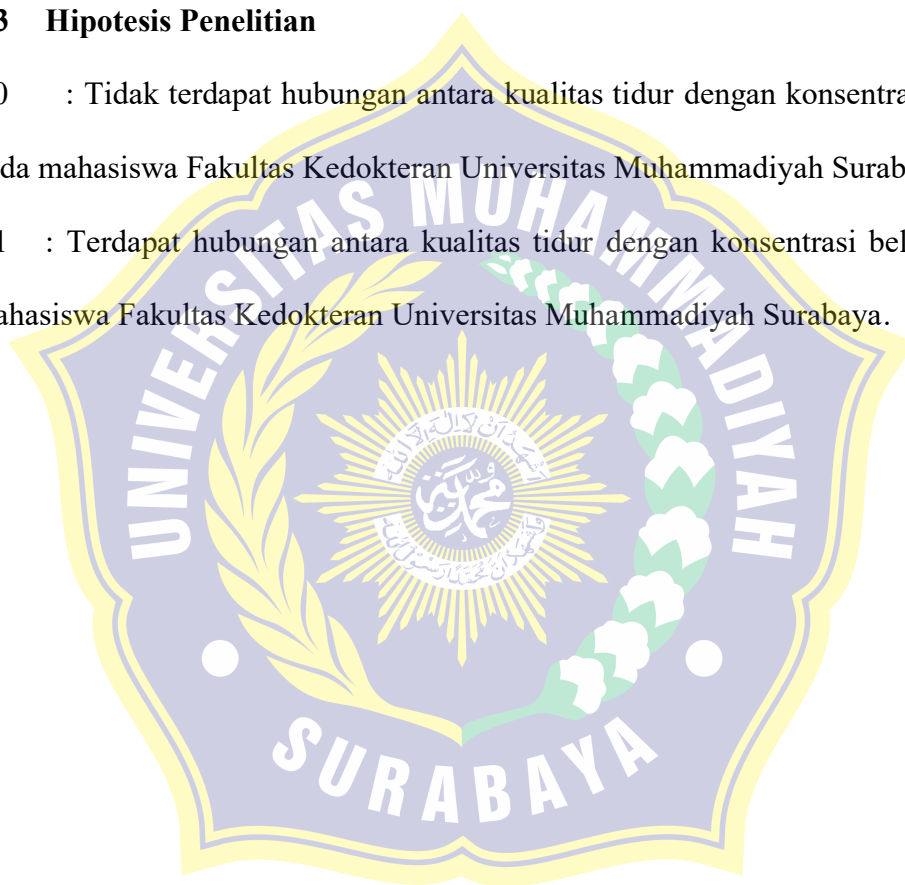 3 Hipotesis Penelitian
0 : Tidak terdapat hubungan antara kualitas tidur dengan konsentra
da mahasiswa Fakultas Kedokteran Universitas Muhammadiyah Surab
1 : Terdapat hubungan antara kualitas tidur dengan konsentrasi bel
ahasiswa Fakultas Kedokteran Universitas Muhammadiyah Surabaya.
UNIVERSITAS MUHAMMADIYAH
SURABAYA
محمد